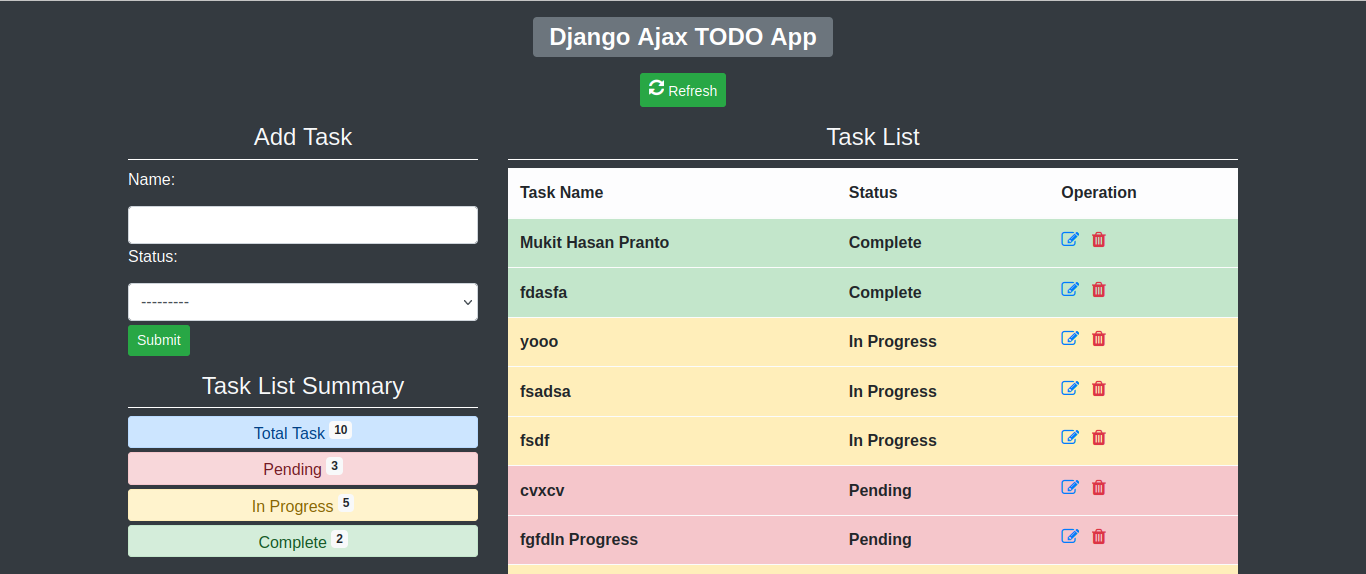 Django Ajax TODO App
Refresh
Add Task
Name:
Status:
---------
Submit
Task List Summary
Total Task 10
Pending 3
In Progress 5
Complete 2
Task List
Task Name Status Operation
Mukit Hasan Pranto Complete
fdasfa Complete
yooo In Progress
fsadsa In Progress
fsdf In Progress
cvxcv Pending
fgfdIn Progress Pending